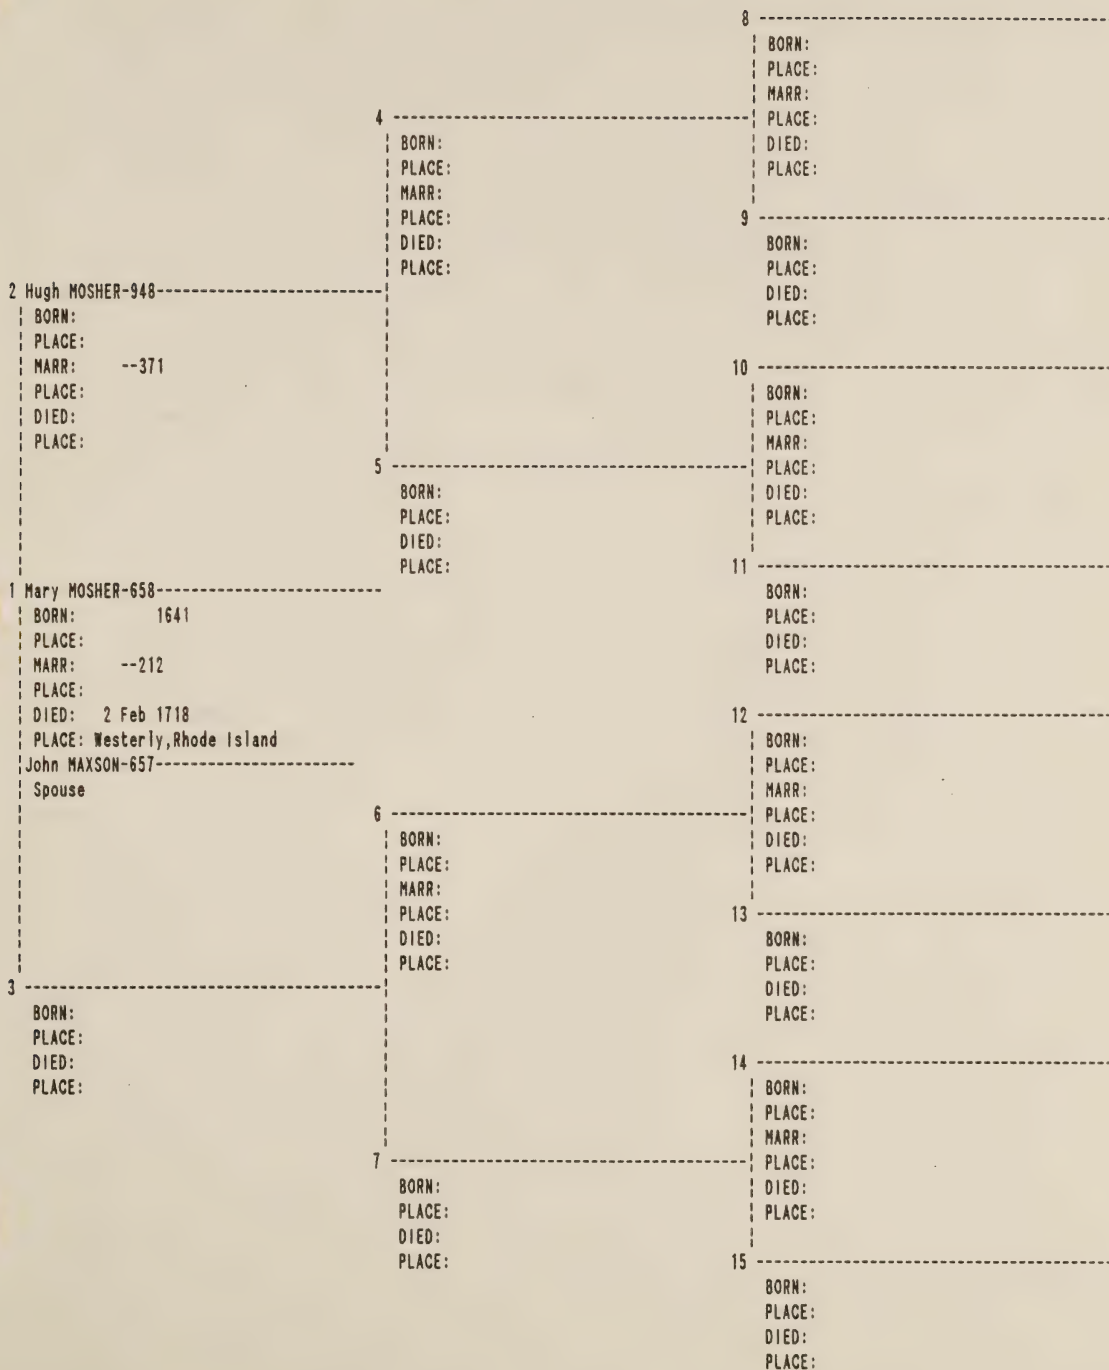 8
BORN:
PLACE:
MARR:
4 PLACE:
BORN: DIED:
PLACE: PLACE:
MARR:
PLACE: 9
DIED: BORN:
PLACE: PLACE:
2 Hugh MOSHER-948 DIED:
BORN: PLACE:
PLACE:
MARR: --371 10
PLACE: BORN:
DIED: PLACE:
PLACE: MARR:
5 PLACE:
BORN: DIED:
PLACE: PLACE:
DIED:
PLACE: 11
1 Mary MOSHER-658 BORN:
BORN: 1641 PLACE:
PLACE: DIED:
MARR: --212 PLACE:
PLACE:
DIED: 2 Feb 1718 12
PLACE: Westerly,Rhode Island BORN:
John MAXSON-657 PLACE:
Spouse MARR:
6 PLACE:
BORN: DIED:
PLACE: PLACE:
MARR:
PLACE: 13
DIED: BORN:
PLACE: PLACE:
3 DIED:
BORN: PLACE:
PLACE:
DIED: 14
PLACE: BORN:
PLACE:
MARR:
7 PLACE:
BORN: DIED:
PLACE: PLACE:
DIED:
PLACE: 15
BORN:
PLACE:
DIED:
PLACE: